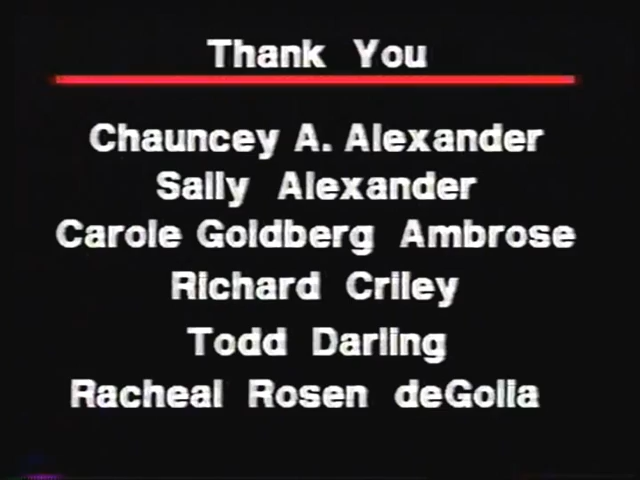 Thank You
Chauncey A. Alexander
Sally Alexander
Carole Goldberg Ambrose
Richard Criley
Todd Darling
Racheal Rosen deGolia